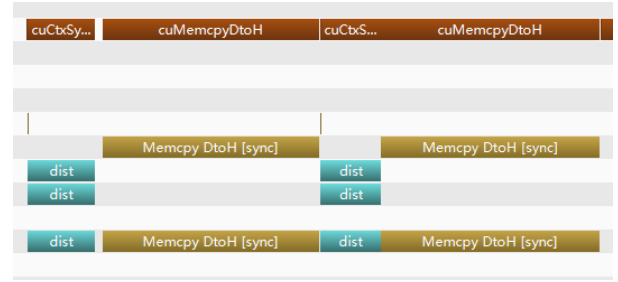 cuCtxSy... cuMemcpyDtoH cuCtxS... cuMemcpyDtoH
Memcpy DtoH [sync] Memcpy DtoH [sync]
dist dist
dist dist
dist Memcpy DtoH [sync] dist Memcpy DtoH [sync]